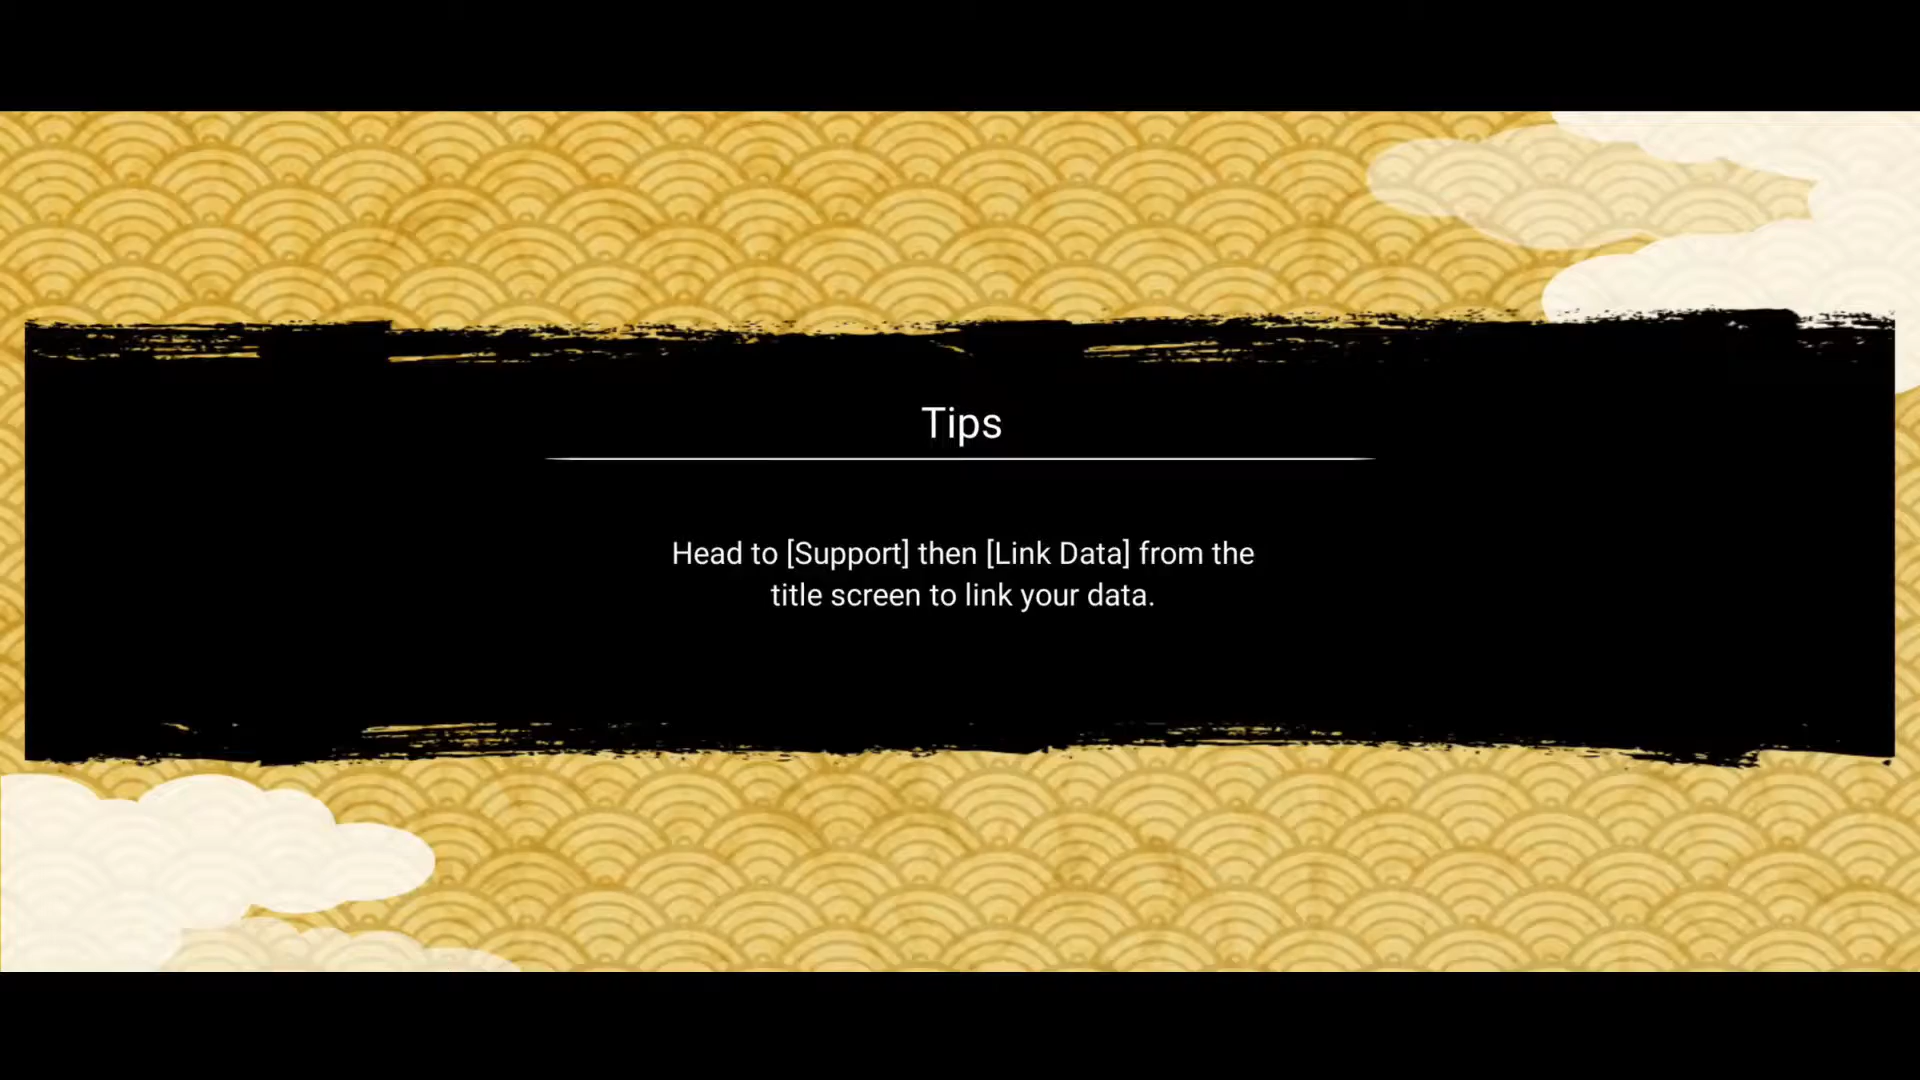 Tips
Head to [Support] then [Link Data] from the
title screen to link your data.